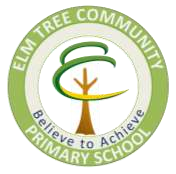 ELM TREE COMMUNITY
Believe to Achieve
PRIMARY SCHOOL